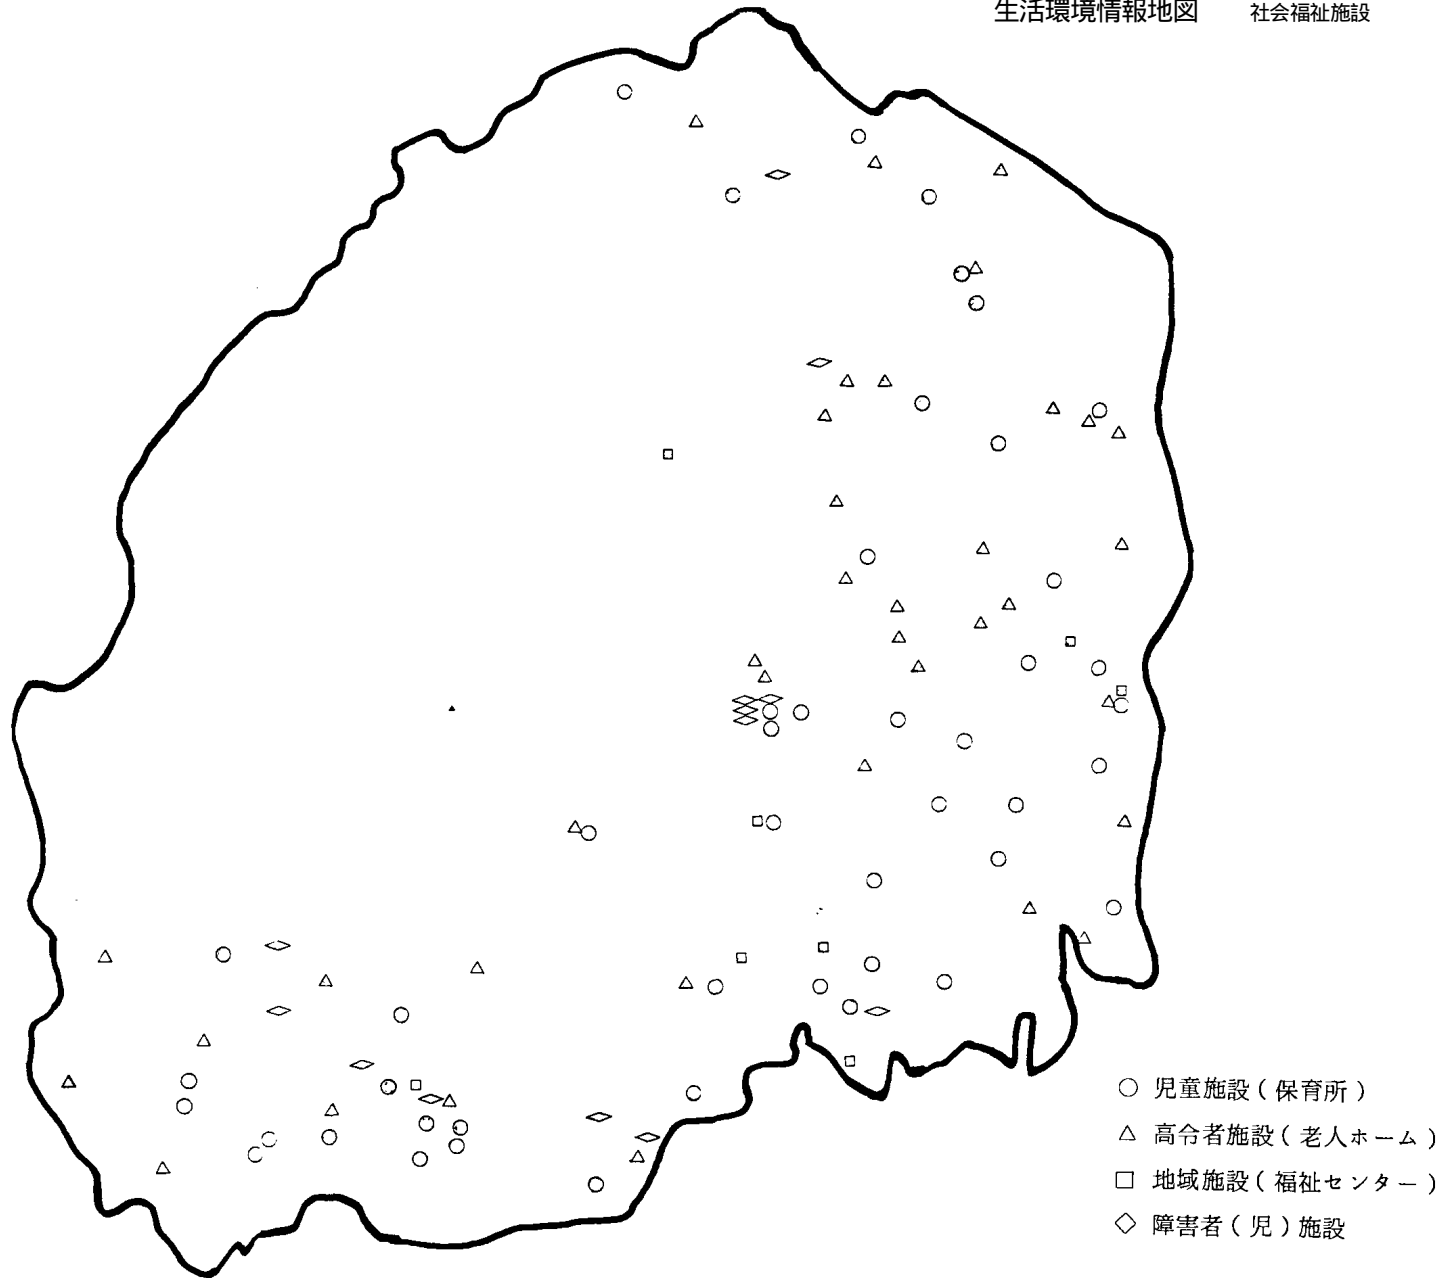 生活環境情報地図　社会福祉施設
○ 児童施設（保育所）
△ 高令者施設（老人ホーム）
□ 地域施設（福祉センター）
◇ 障害者（児）施設